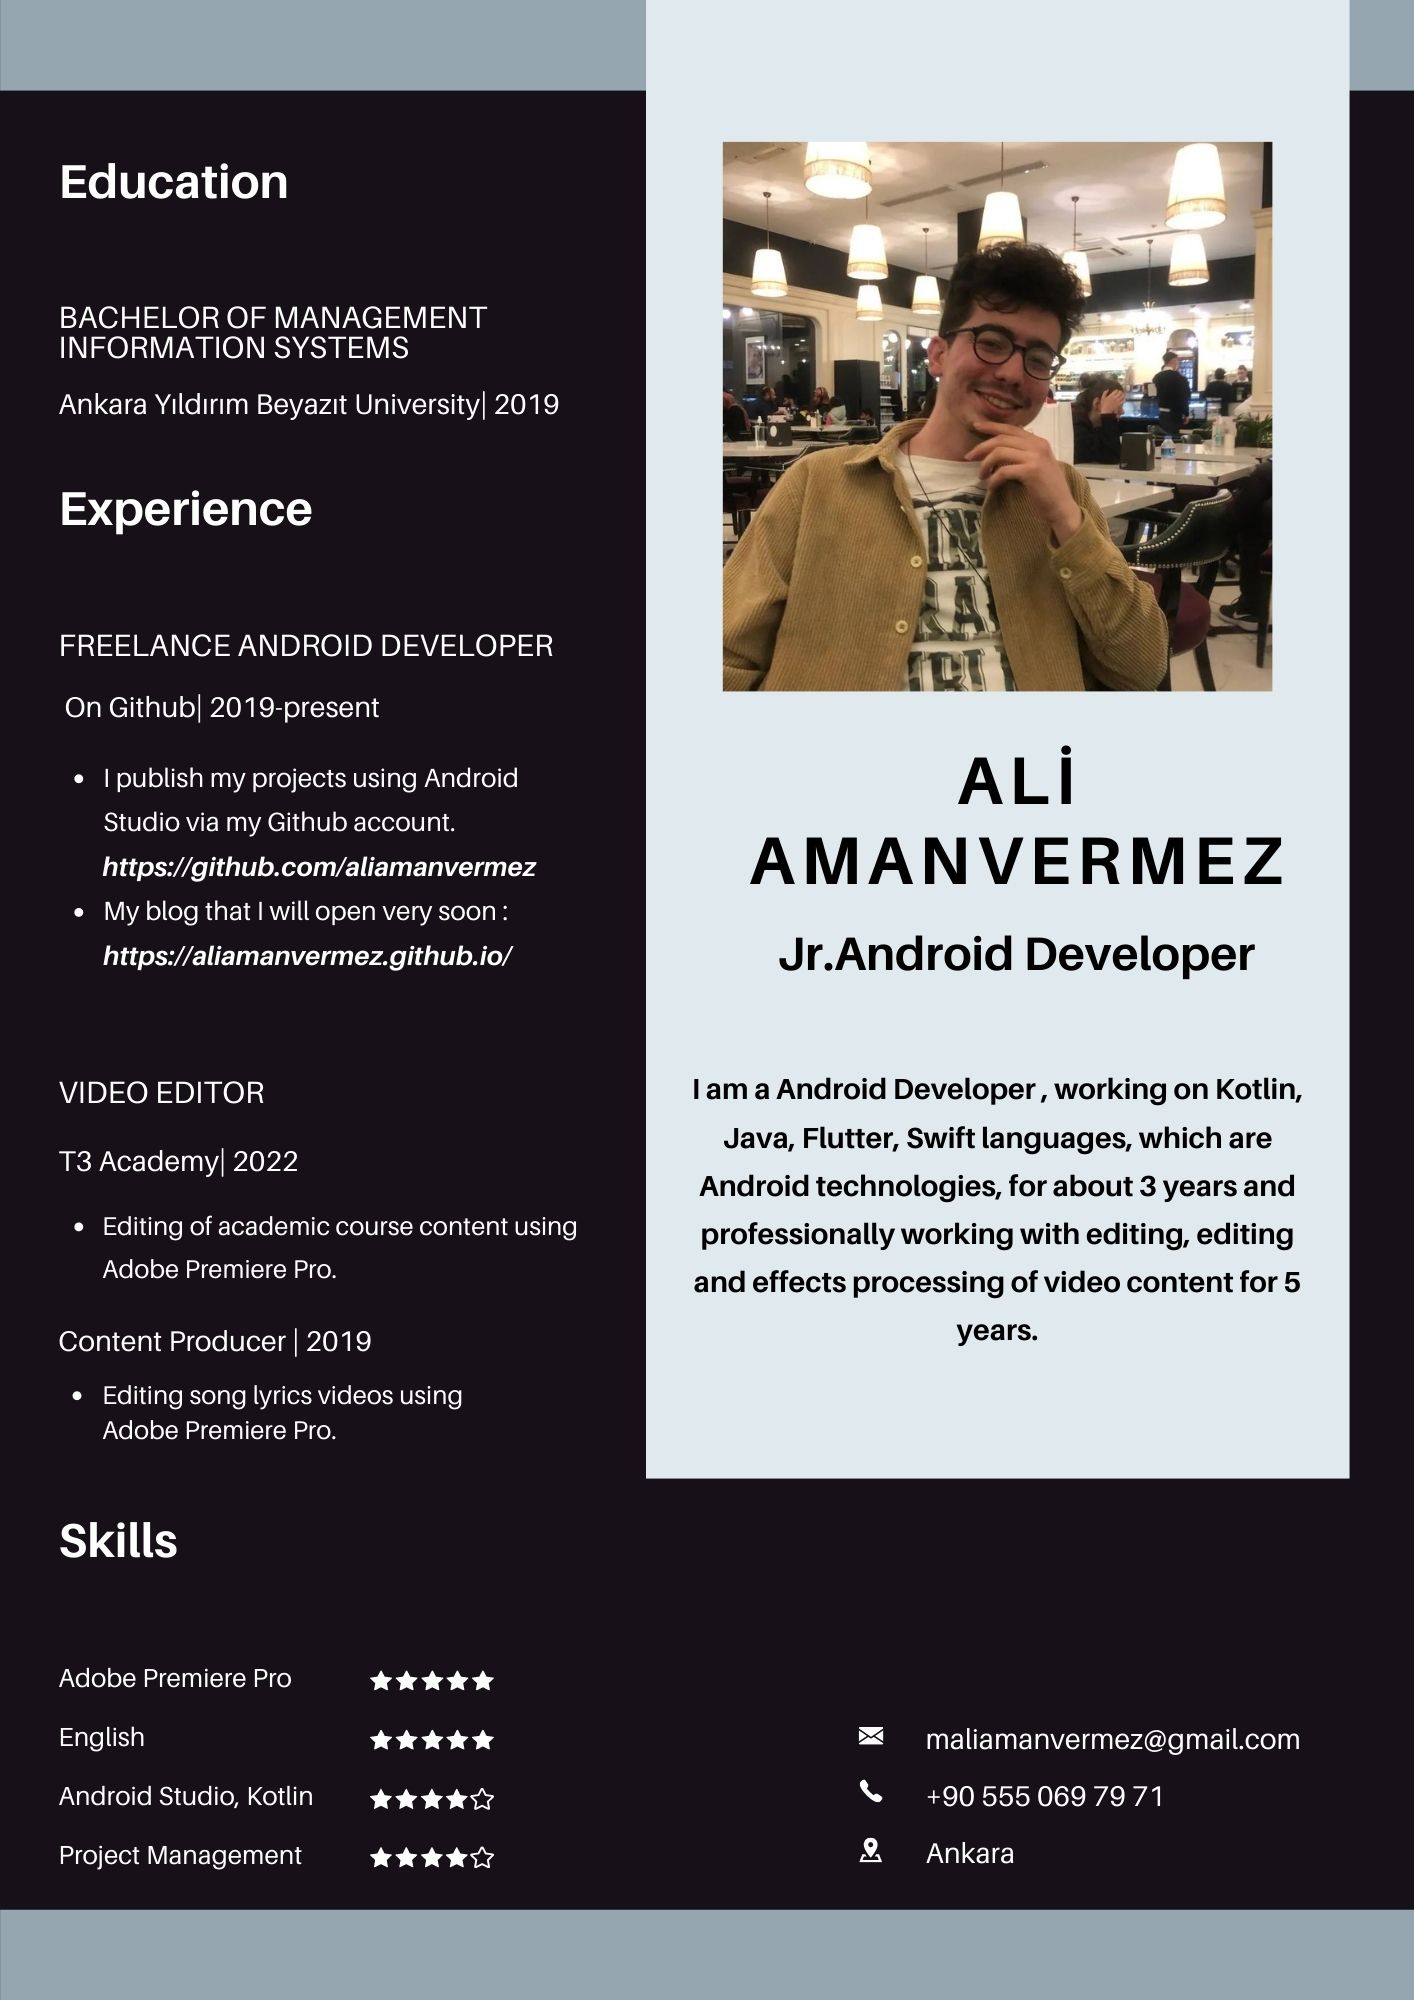 Education
BACHELOR OF MANAGEMENT
INFORMATION SYSTEMS
Ankara Yıldırım Beyazıt University| 2019
Experience
FREELANCE ANDROID DEVELOPER
On Github| 2019-present
• I publish my projects using Android
Studio via my Github account.
https://github.com/aliamanvermez
• My blog that I will open very soon :
https://aliamanvermez.github.io/
VIDEO EDITOR
T3 Academy| 2022
• Editing of academic course content using
Adobe Premiere Pro.
Content Producer | 2019
• Editing song lyrics videos using
Adobe Premiere Pro.
Skills
Adobe Premiere Pro ★★★★★
English ★★★★★
Android Studio, Kotlin ★★★★☆
Project Management ★★★★☆
ALİ
AMANVERMEZ
Jr.Android Developer
I am a Android Developer , working on Kotlin,
Java, Flutter, Swift languages, which are
Android technologies, for about 3 years and
professionally working with editing, editing
and effects processing of video content for 5
years.
maliamanvermez@gmail.com
+90 555 069 79 71
Ankara